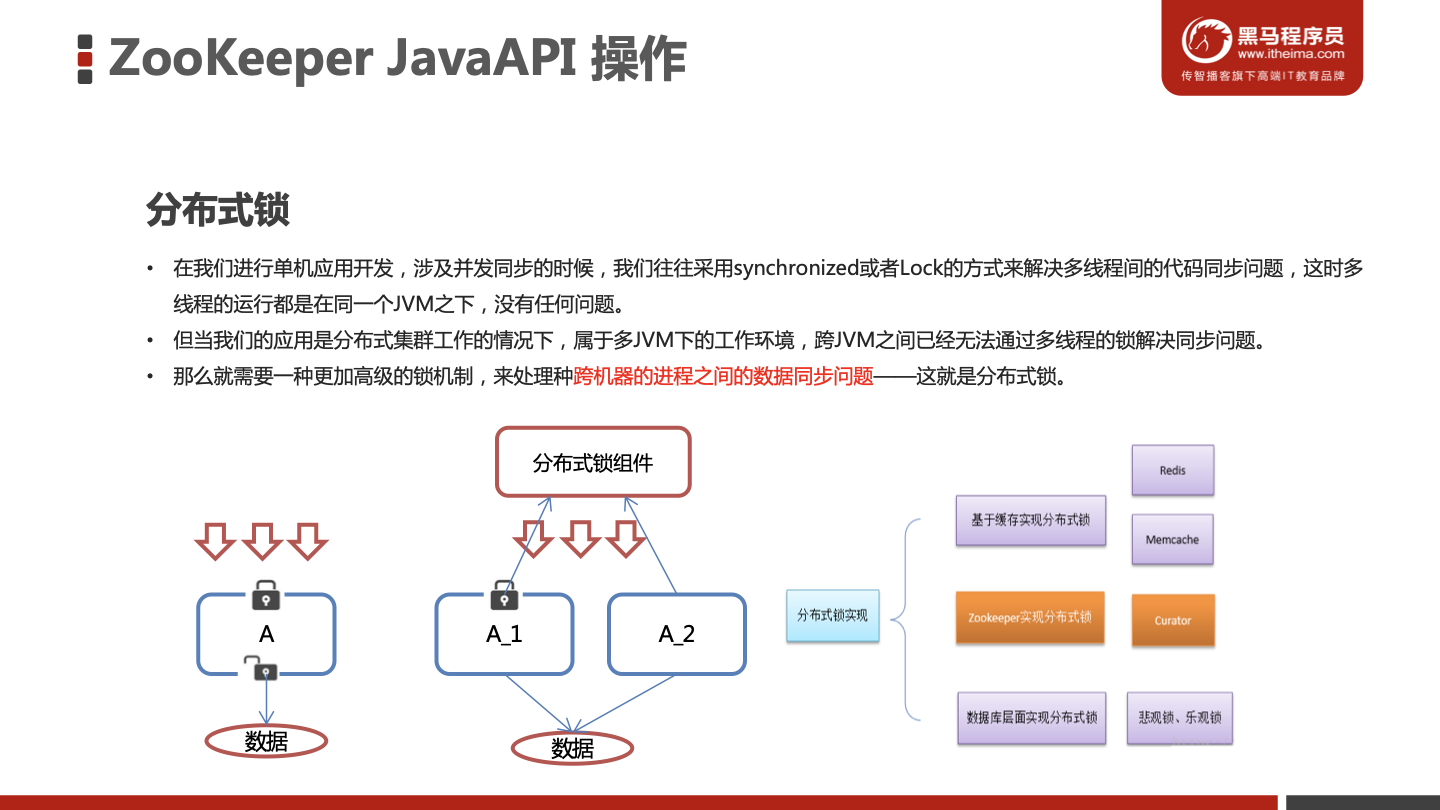 ZooKeeper JavaAPI 操作
黑马程序员
www.itheima.com
传智播客旗下高端IT教育品牌
分布式锁
• 在我们进行单机应用开发，涉及并发同步的时候，我们往往采用synchronized或者Lock的方式来解决多线程间的代码同步问题，这时多
线程的运行都是在同一个JVM之下，没有任何问题。
• 但当我们的应用是分布式集群工作的情况下，属于多JVM下的工作环境，跨JVM之间已经无法通过多线程的锁解决同步问题。
• 那么就需要一种更加高级的锁机制，来处理种跨机器的进程之间的数据同步问题——这就是分布式锁。
A
数据
分布式锁组件
A_1
A_2
数据
分布式锁实现
基于缓存实现分布式锁
Redis
Memcache
Zookeeper实现分布式锁
Curator
数据库层面实现分布式锁
悲观锁、乐观锁